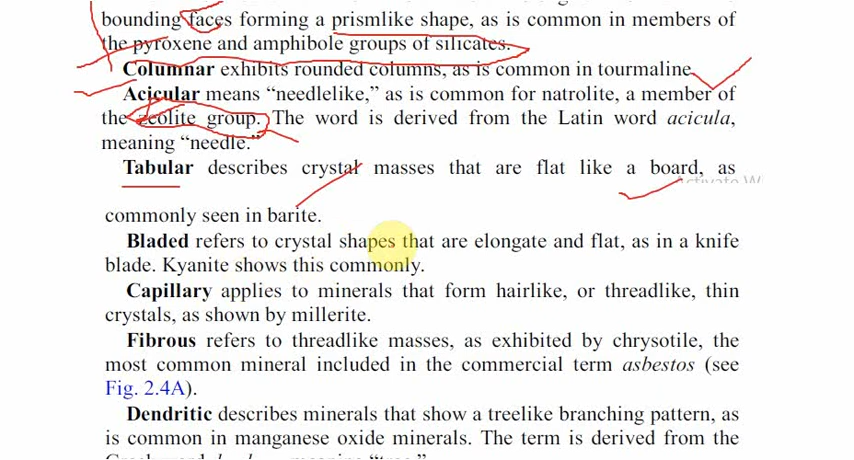 bounding faces forming a prismlike shape, as is common in members of
the pyroxene and amphibole groups of silicates.
Columnar exhibits rounded columns, as is common in tourmaline.
Acicular means “needlelike,” as is common for natrolite, a member of
the zeolite group. The word is derived from the Latin word acicula,
meaning “needle.”
Tabular describes crystal masses that are flat like a board, as
commonly seen in barite.
Bladed refers to crystal shapes that are elongate and flat, as in a knife
blade. Kyanite shows this commonly.
Capillary applies to minerals that form hairlike, or threadlike, thin
crystals, as shown by millerite.
Fibrous refers to threadlike masses, as exhibited by chrysotile, the
most common mineral included in the commercial term asbestos (see
Fig. 2.4A).
Dendritic describes minerals that show a treelike branching pattern, as
is common in manganese oxide minerals. The term is derived from the